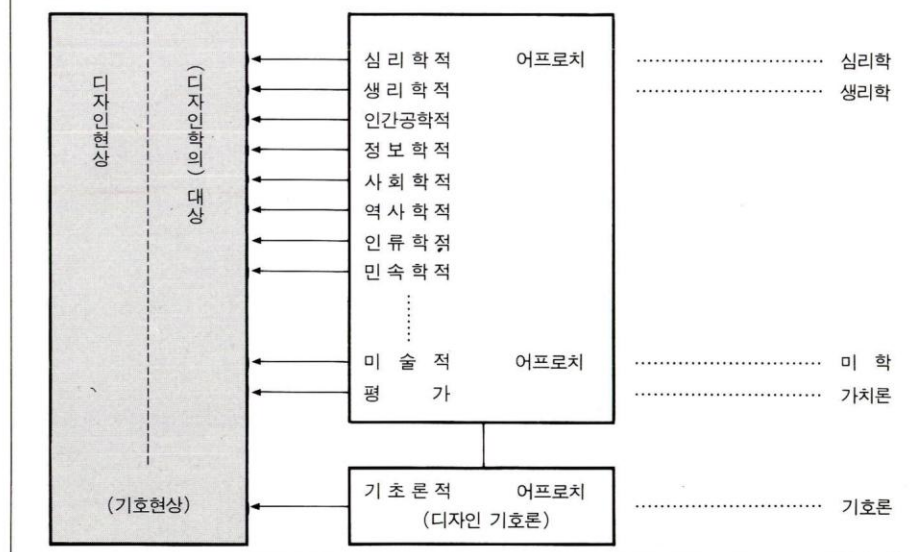 디자인현상
(디자인학의) 대상
심리학적 어프로치 심리학
생리학적 생리학
인간공학적
정보학적
사회학적
역사학적
인류학적
민속학적
미술적 어프로치 미학
평가 가치론
(기호현상)
기초론적 어프로치 기호론
(디자인 기호론)